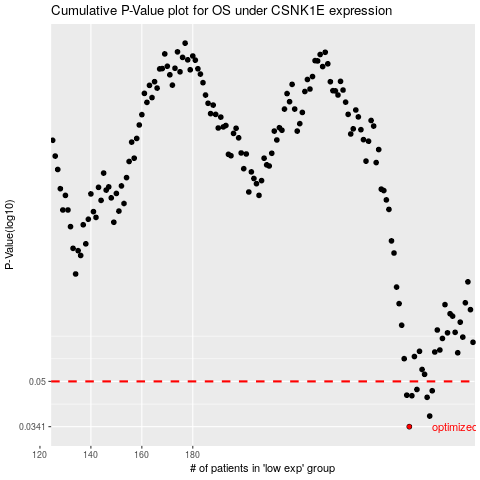 Cumulative P-Value plot for OS under CSNK1E expression
P-Value(log10)
0.05
0.0341
optimized
120 140 160 180
# of patients in 'low exp' group